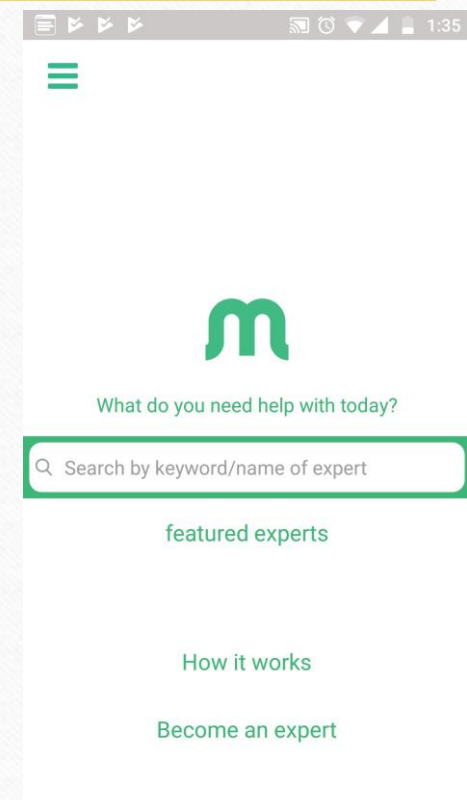 1:35
m
What do you need help with today?
Search by keyword/name of expert
featured experts
How it works
Become an expert